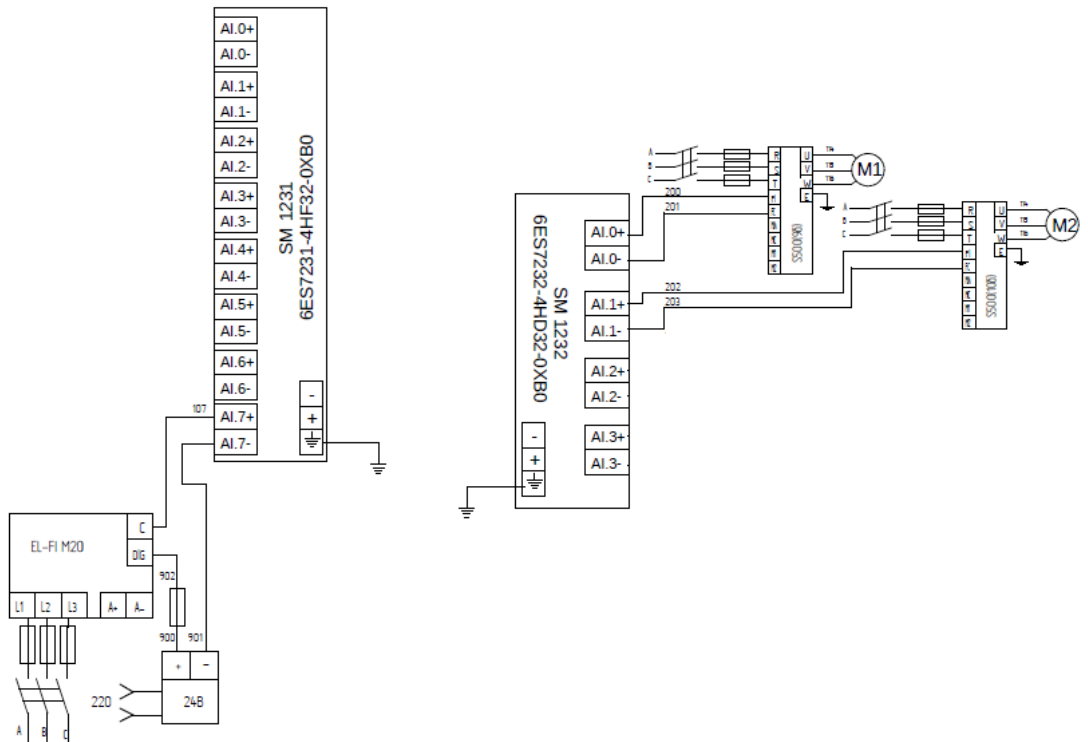 AI.0+
AI.0-
AI.1+
AI.1-
AI.2+
AI.2-
AI.3+
AI.3-
AI.4+
AI.4-
AI.5+
AI.5-
AI.6+
AI.6-
AI.7+
AI.7-
SM 1231
6ES7231-4HF32-0XB0
-
+
107
EL-FI M20
C
DIG
L1 L2 L3 A+ A-
902
900 901
+ -
24В
220
A B C
SM 1232
6ES7232-4HD32-0XB0
-
+
AI.0+
AI.0-
AI.1+
AI.1-
AI.2+
AI.2-
AI.3+
AI.3-
200
201
202
203
A
B
C
R U
S V
T W
E
M1
A
B
C
R U
S V
T W
E
M2